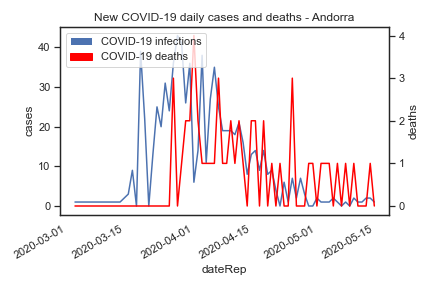 New COVID-19 daily cases and deaths - Andorra
COVID-19 infections
COVID-19 deaths
cases
40
30
20
10
0
deaths
4
3
2
1
0
2020-03-01
2020-03-15
2020-04-01
2020-04-15
2020-05-01
2020-05-15
dateRep